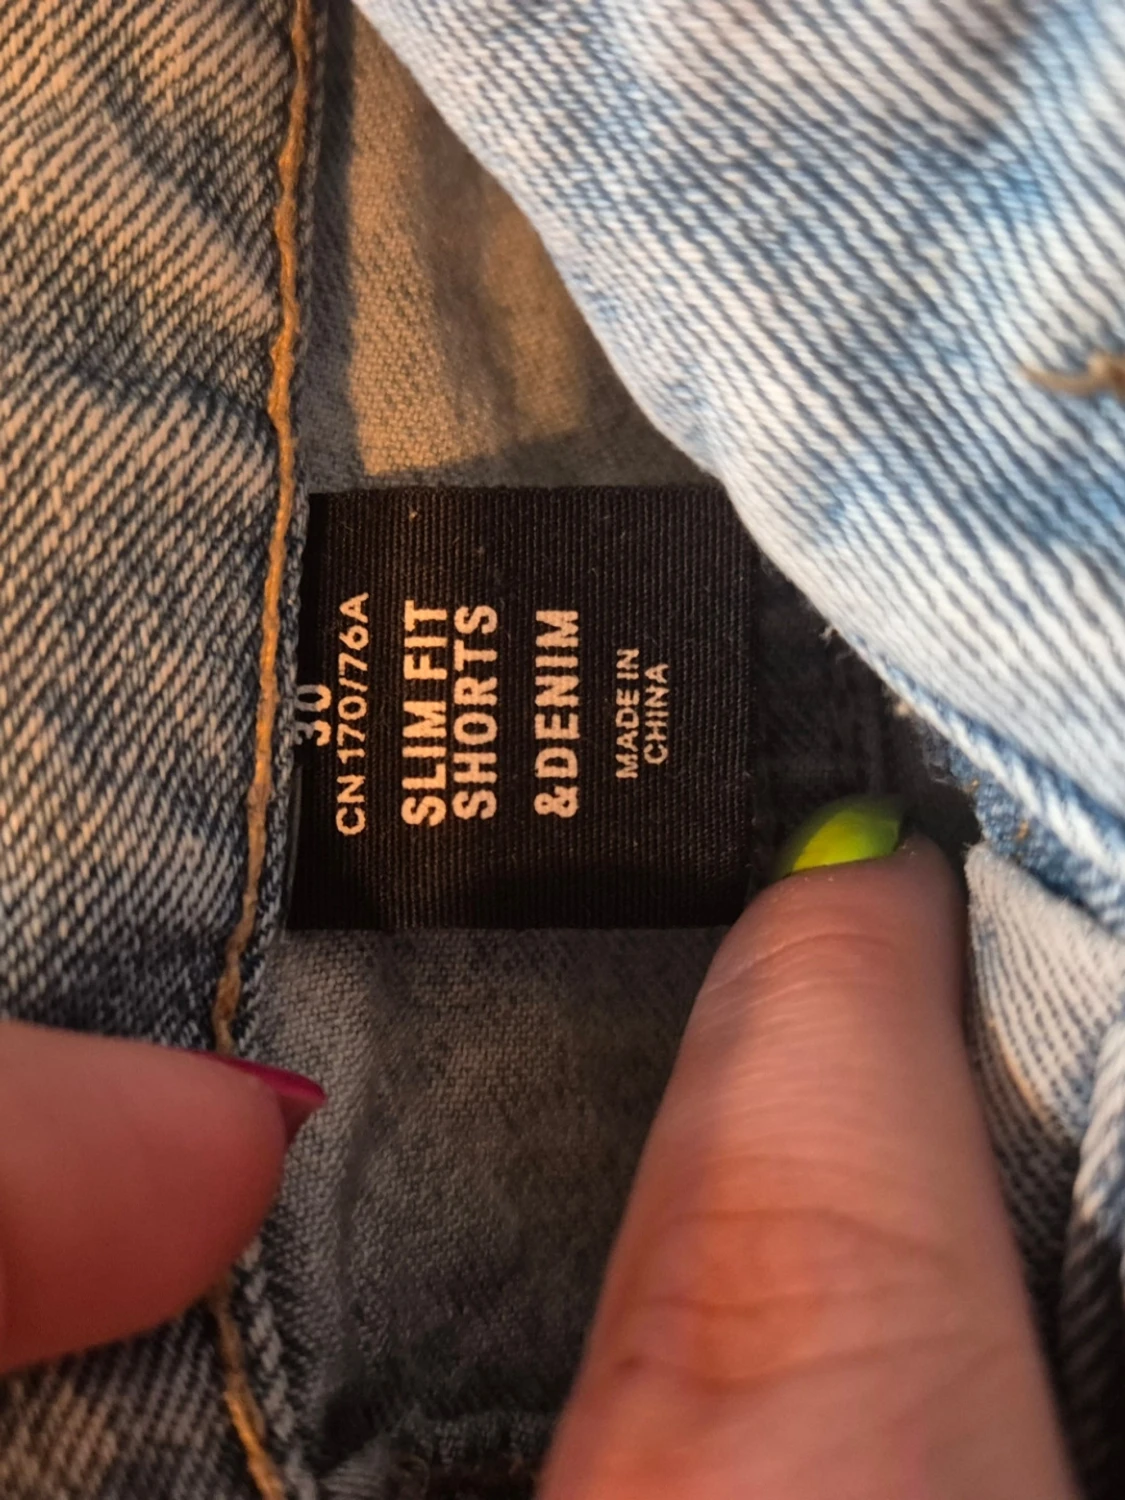 30
CN 170/76A
SLIM FIT
SHORTS
&DENIM
MADE IN
CHINA